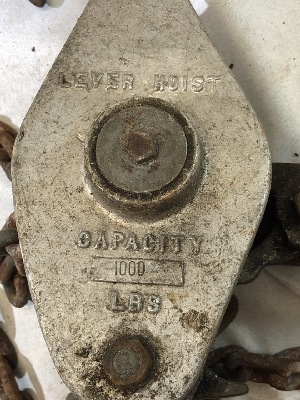 LEVER HOIST
CAPACITY
1000
LBS